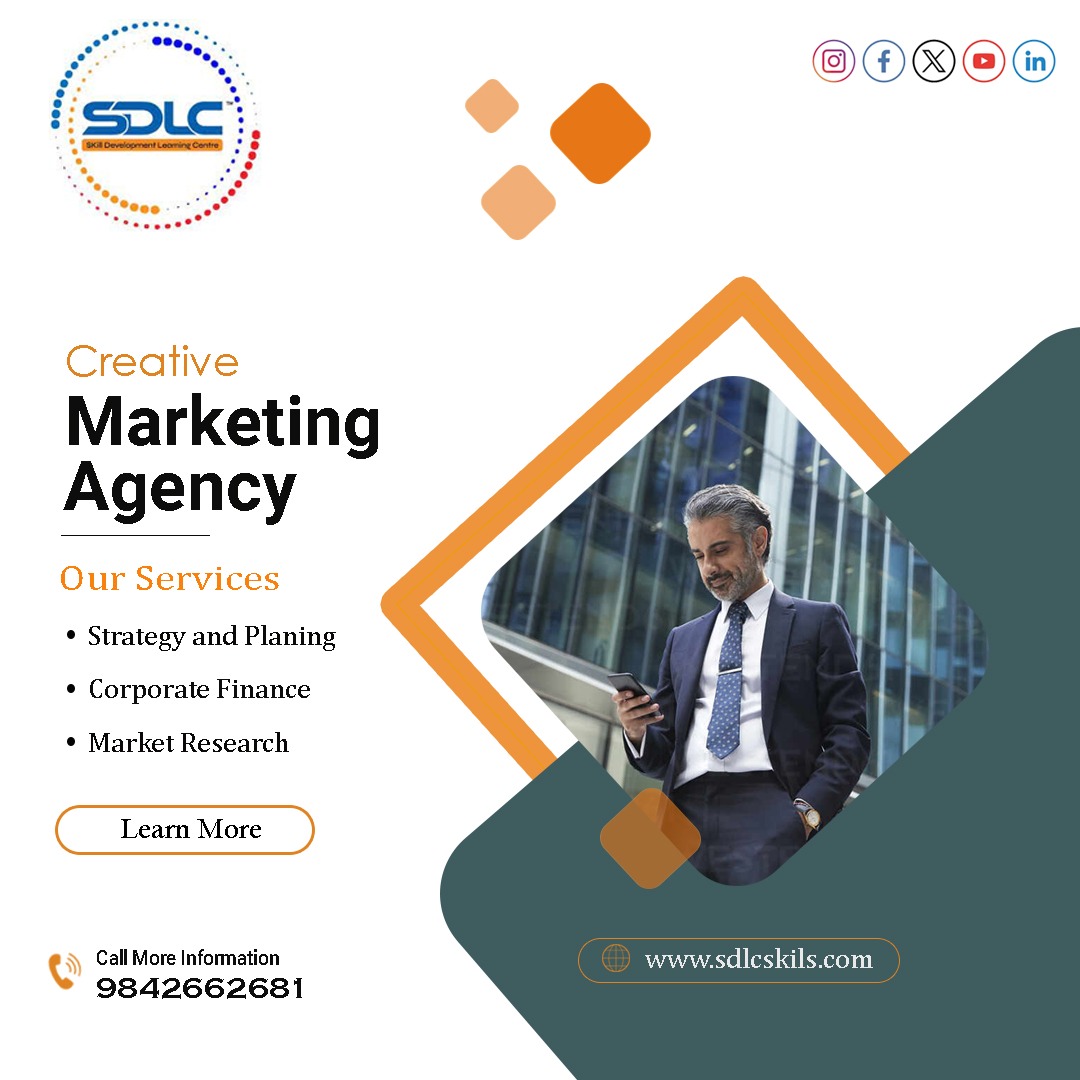 SDLC™
SKill Development Learning Centre
Creative
Marketing
Agency
Our Services
• Strategy and Planing
• Corporate Finance
• Market Research
Learn More
Call More Information
9842662681
www.sdlcskils.com